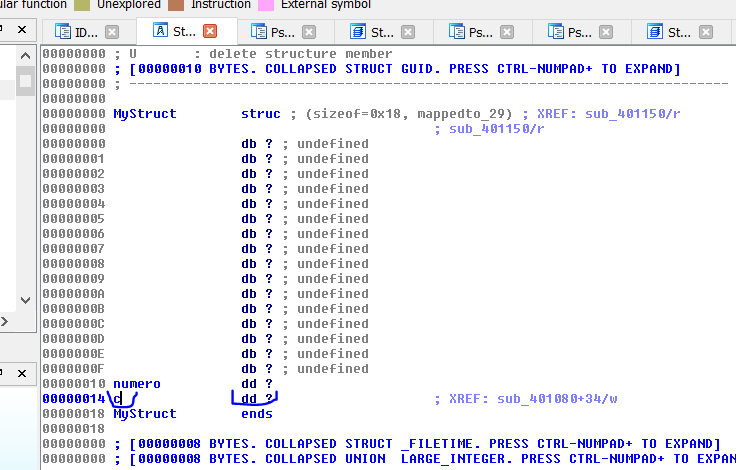 ular function Unexplored Instruction External symbol
ID... St... Ps... St... Ps... Ps... St...
00000000 ; U : delete structure member
00000000 ; [00000010 BYTES. COLLAPSED STRUCT GUID. PRESS CTRL-NUMPAD+ TO EXPAND]
00000000 ; ---------------------------------------------------------------------------
00000000
00000000 MyStruct struc ; (sizeof=0x18, mappedto_29) ; XREF: sub_401150/r
00000000 ; sub_401150/r
00000000 db ? ; undefined
00000001 db ? ; undefined
00000002 db ? ; undefined
00000003 db ? ; undefined
00000004 db ? ; undefined
00000005 db ? ; undefined
00000006 db ? ; undefined
00000007 db ? ; undefined
00000008 db ? ; undefined
00000009 db ? ; undefined
0000000A db ? ; undefined
0000000B db ? ; undefined
0000000C db ? ; undefined
0000000D db ? ; undefined
0000000E db ? ; undefined
0000000F db ? ; undefined
00000010 numero dd ?
00000014 c dd ? ; XREF: sub_401080+34/w
00000018 MyStruct ends
00000018
00000000 ; [00000008 BYTES. COLLAPSED STRUCT _FILETIME. PRESS CTRL-NUMPAD+ TO EXPAND]
00000000 ; [00000008 BYTES. COLLAPSED UNION LARGE_INTEGER. PRESS CTRL-NUMPAD+ TO EXPAN